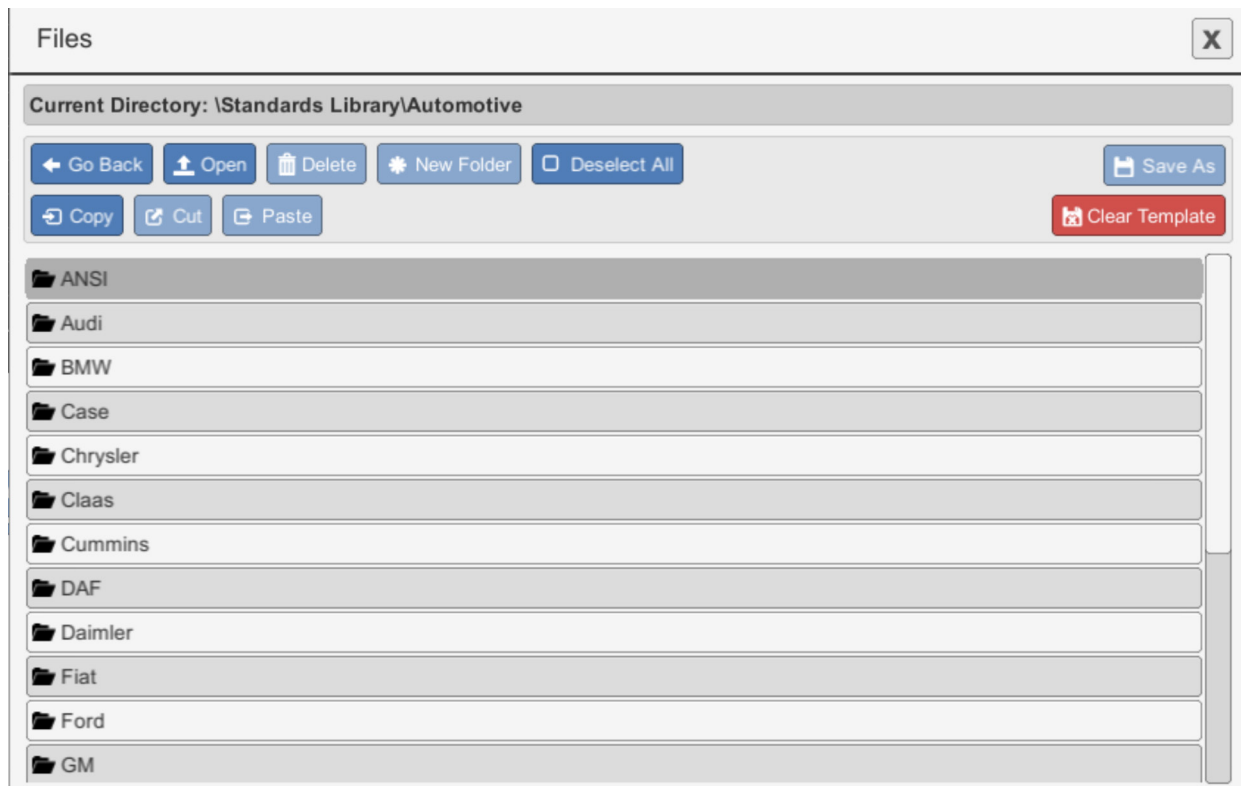 Files
X
Current Directory: \Standards Library\Automotive
Go Back Open Delete New Folder Deselect All Save As
Copy Cut Paste Clear Template
ANSI
Audi
BMW
Case
Chrysler
Claas
Cummins
DAF
Daimler
Fiat
Ford
GM